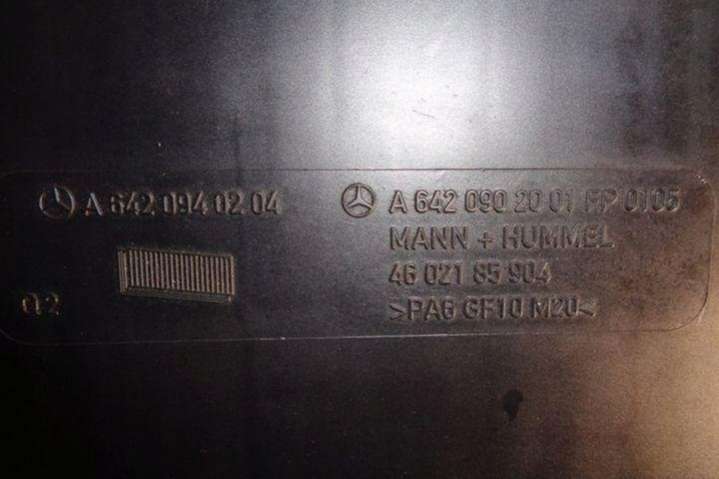 A 642 094 02 04
A 642 090 20 01 FP 0105
MANN + HUMMEL
46 021 85 904
>PA6 GF10 M20<